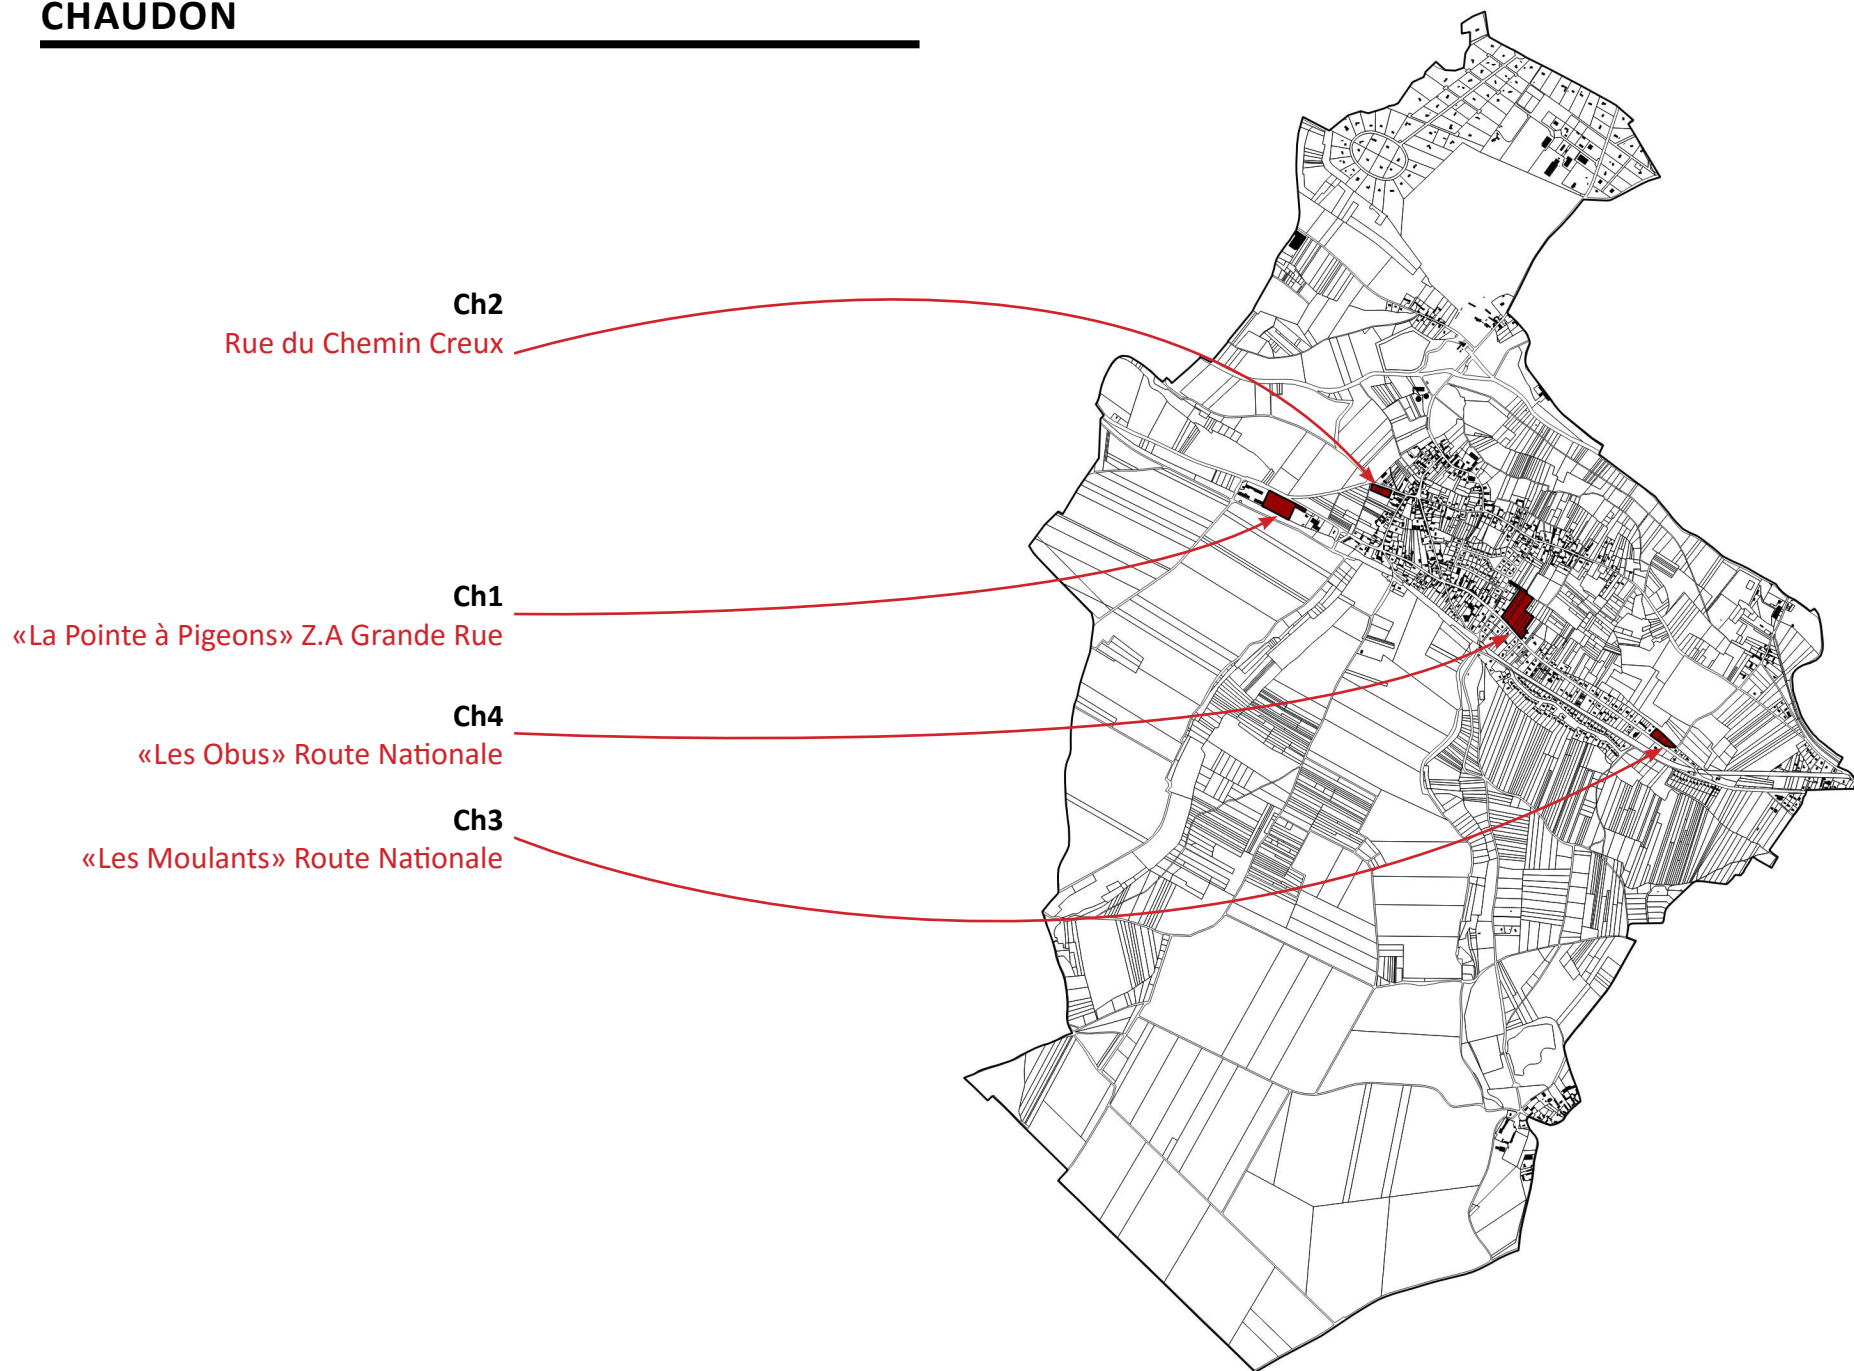 CHAUDON
Ch2
Rue du Chemin Creux
Ch1
«La Pointe à Pigeons» Z.A Grande Rue
Ch4
«Les Obus» Route Nationale
Ch3
«Les Moulants» Route Nationale